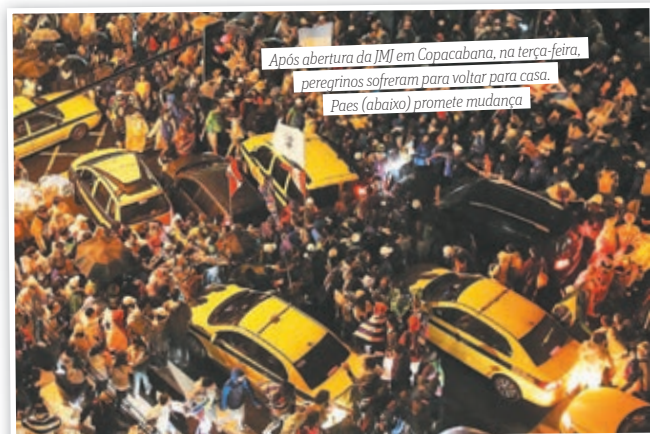 Após abertura da JMJ em Copacabana, na terça-feira,
peregrinos sofreram para voltar para casa.
Paes (abaixo) promete mudança